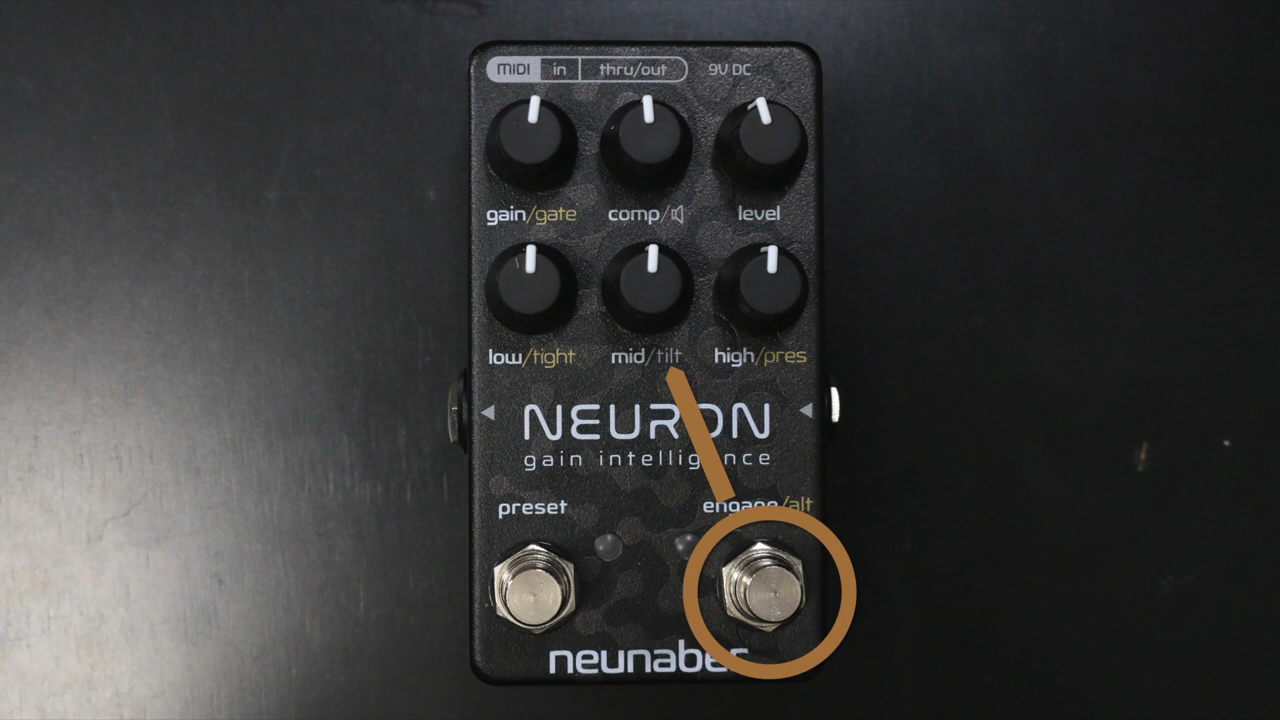 MIDI in thru/out 9V DC
gain/gate comp/ level
low/tight mid/tilt high/pres
NEURON
gain intelligence
preset engage/alt
neunaber